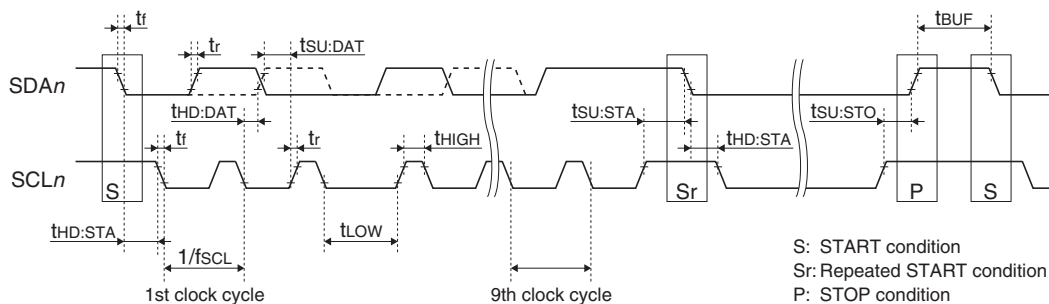 tf
tr
tSU:DAT
tBUF
SDAn
tHD:DAT
tf
tr
tHIGH
tSU:STA
tHD:STA
tSU:STO
SCLn
S
Sr
P
S
tHD:STA
tLOW
1/fSCL
1st clock cycle
9th clock cycle
S: START condition
Sr: Repeated START condition
P: STOP condition